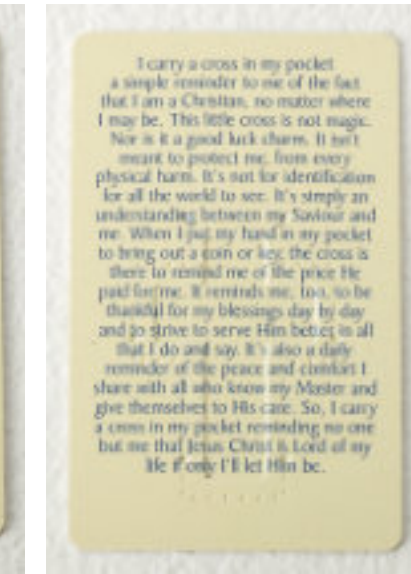 I carry a cross in my pocket
a simple reminder to me of the fact
that I am a Christian, no matter where
I may be. This little cross is not magic.
Nor is it a good luck charm. It isn't
meant to protect me, from every
physical harm. It's not for identification
for all the world to see. It's simply an
understanding between my Saviour and
me. When I put my hand in my pocket
to bring out a coin or key, the cross is
there to remind me of the price He
paid for me. It reminds me, too, to be
thankful for my blessings day by day
and to strive to serve Him better in all
that I do and say. It's also a daily
reminder of the peace and comfort I
share with all who know my Master and
give themselves to His care. So, I carry
a cross in my pocket reminding no one
but me that Jesus Christ is Lord of my
life if only I'll let Him be.